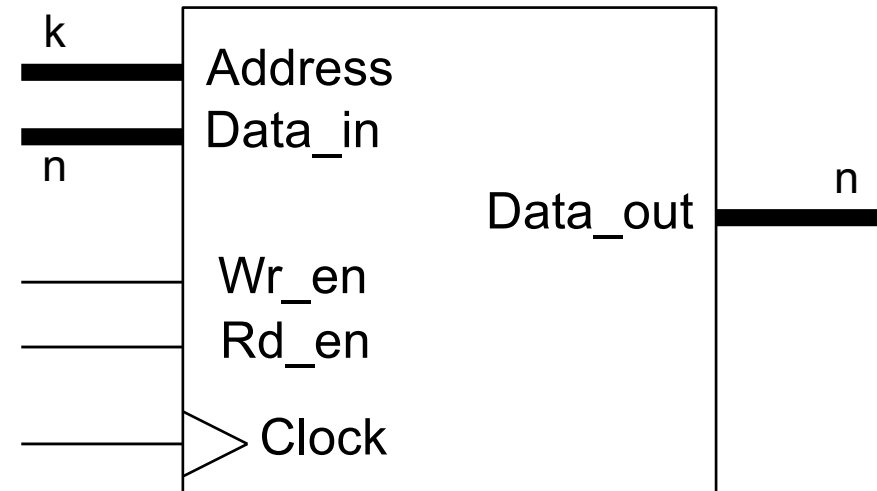 k
Address
Data_in
n
Data_out
n
Wr_en
Rd_en
Clock